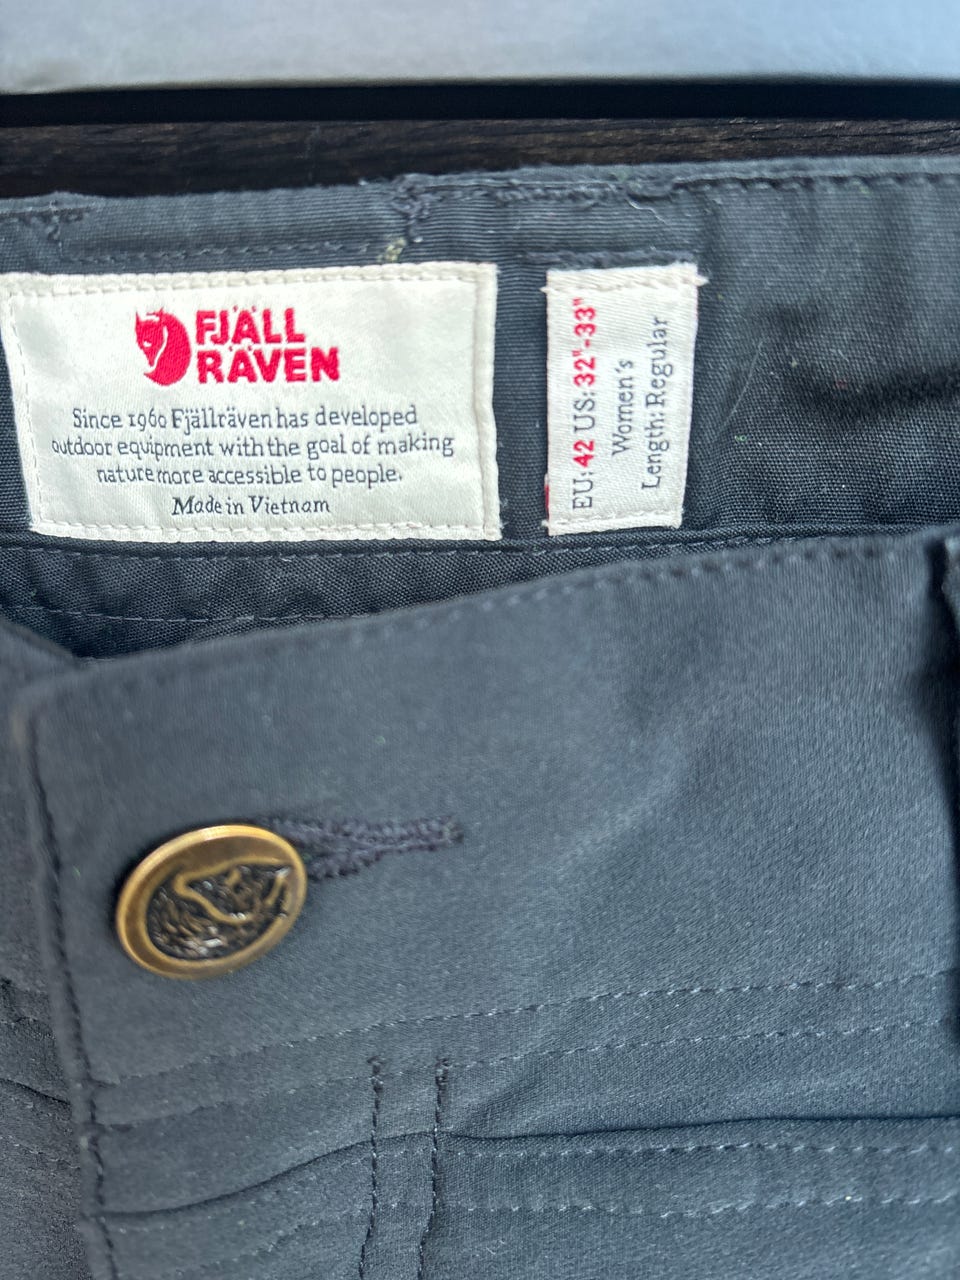 FJÄLL
RÄVEN
Since 1960 Fjällräven has developed
outdoor equipment with the goal of making
nature more accessible to people.
Made in Vietnam
EU:42 US:32"-33"
Women's
Length: Regular